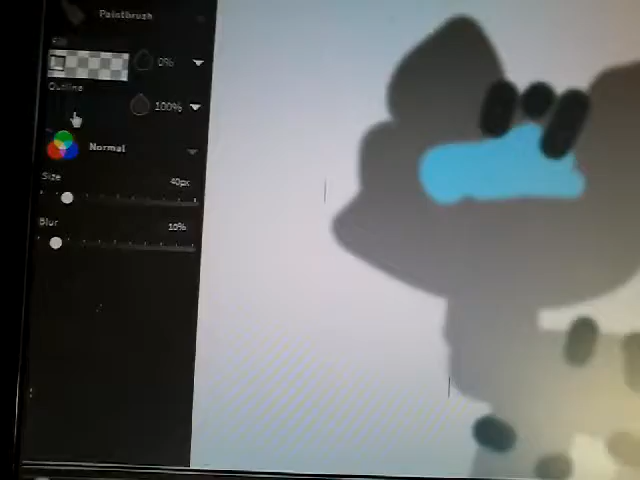 Paintbrush
Fill
0%
Outline
100%
Normal
Size
40px
Blur
10%